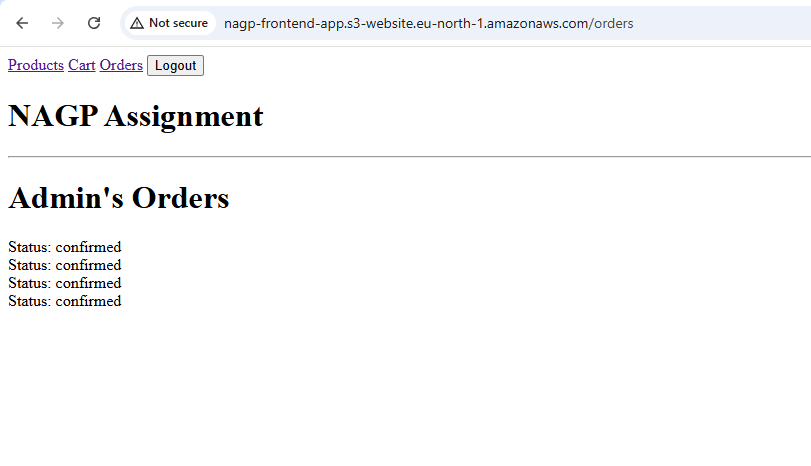 Not secure nagp-frontend-app.s3-website.eu-north-1.amazonaws.com/orders
Products Cart Orders Logout
NAGP Assignment
Admin's Orders
Status: confirmed
Status: confirmed
Status: confirmed
Status: confirmed